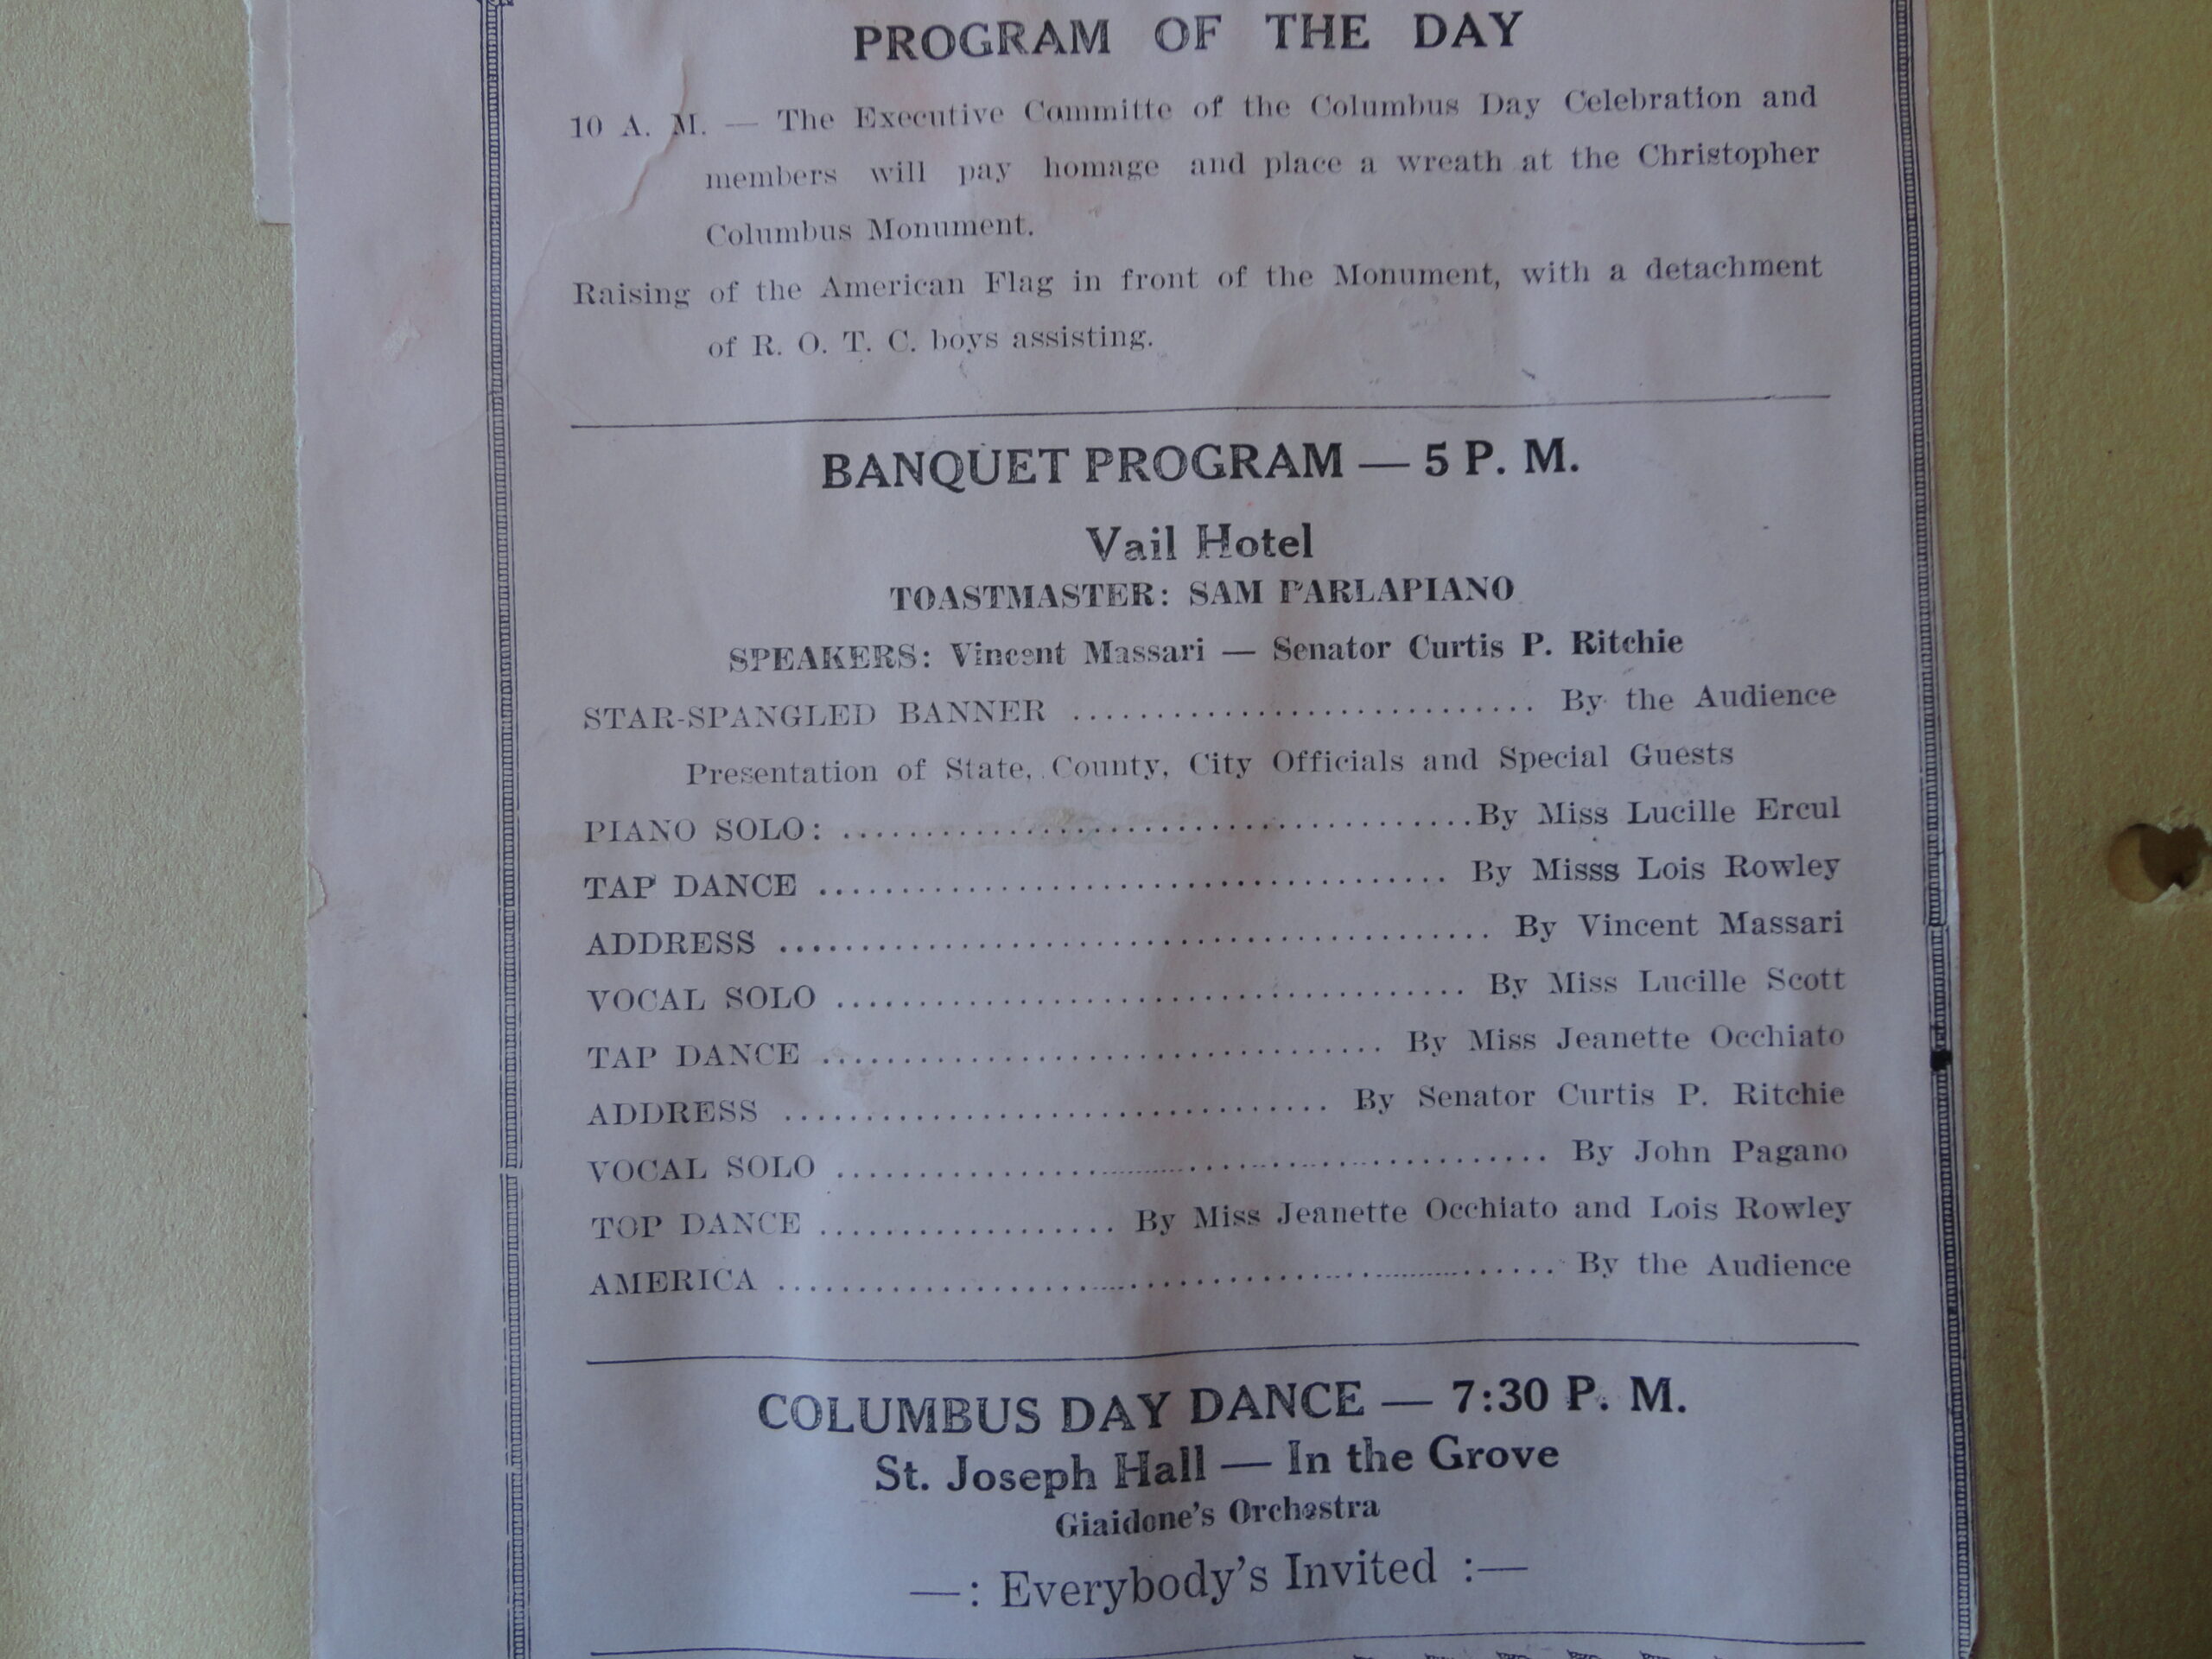 PROGRAM OF THE DAY
10 A. M. — The Executive Committe of the Columbus Day Celebration and
members will pay homage and place a wreath at the Christopher
Columbus Monument.
Raising of the American Flag in front of the Monument, with a detachment
of R. O. T. C. boys assisting.
BANQUET PROGRAM — 5 P. M.
Vail Hotel
TOASTMASTER: SAM PARLAPIANO
SPEAKERS: Vincent Massari — Senator Curtis P. Ritchie
STAR-SPANGLED BANNER .............................. By the Audience
Presentation of State, County, City Officials and Special Guests
PIANO SOLO: ........................................ By Miss Lucille Ercul
TAP DANCE ........................................ By Misss Lois Rowley
ADDRESS ............................................ By Vincent Massari
VOCAL SOLO ........................................ By Miss Lucille Scott
TAP DANCE .................................... By Miss Jeanette Occhiato
ADDRESS .................................. By Senator Curtis P. Ritchie
VOCAL SOLO ............................................ By John Pagano
TOP DANCE ................... By Miss Jeanette Occhiato and Lois Rowley
AMERICA ................................................ By the Audience
COLUMBUS DAY DANCE — 7:30 P. M.
St. Joseph Hall — In the Grove
Giaidone's Orchestra
—: Everybody's Invited :—